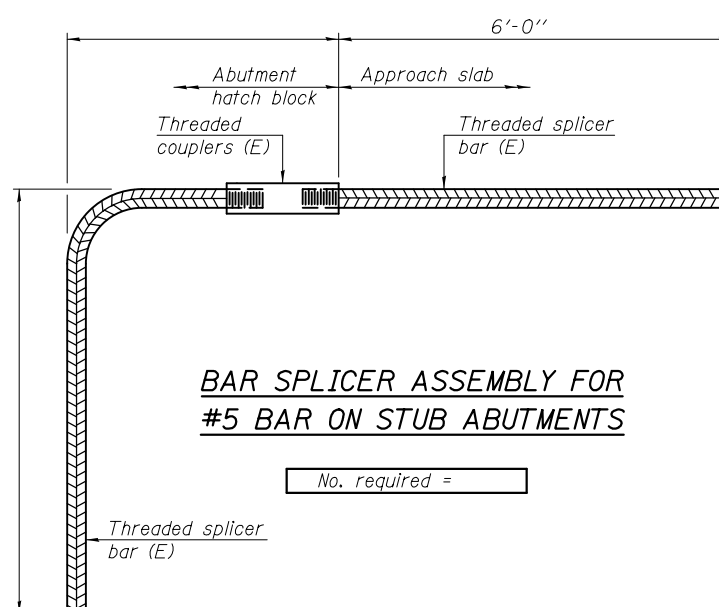 6'-0''
Abutment
hatch block
Approach slab
Threaded
couplers (E)
Threaded splicer
bar (E)
BAR SPLICER ASSEMBLY FOR
#5 BAR ON STUB ABUTMENTS
No. required =
Threaded splicer
bar (E)